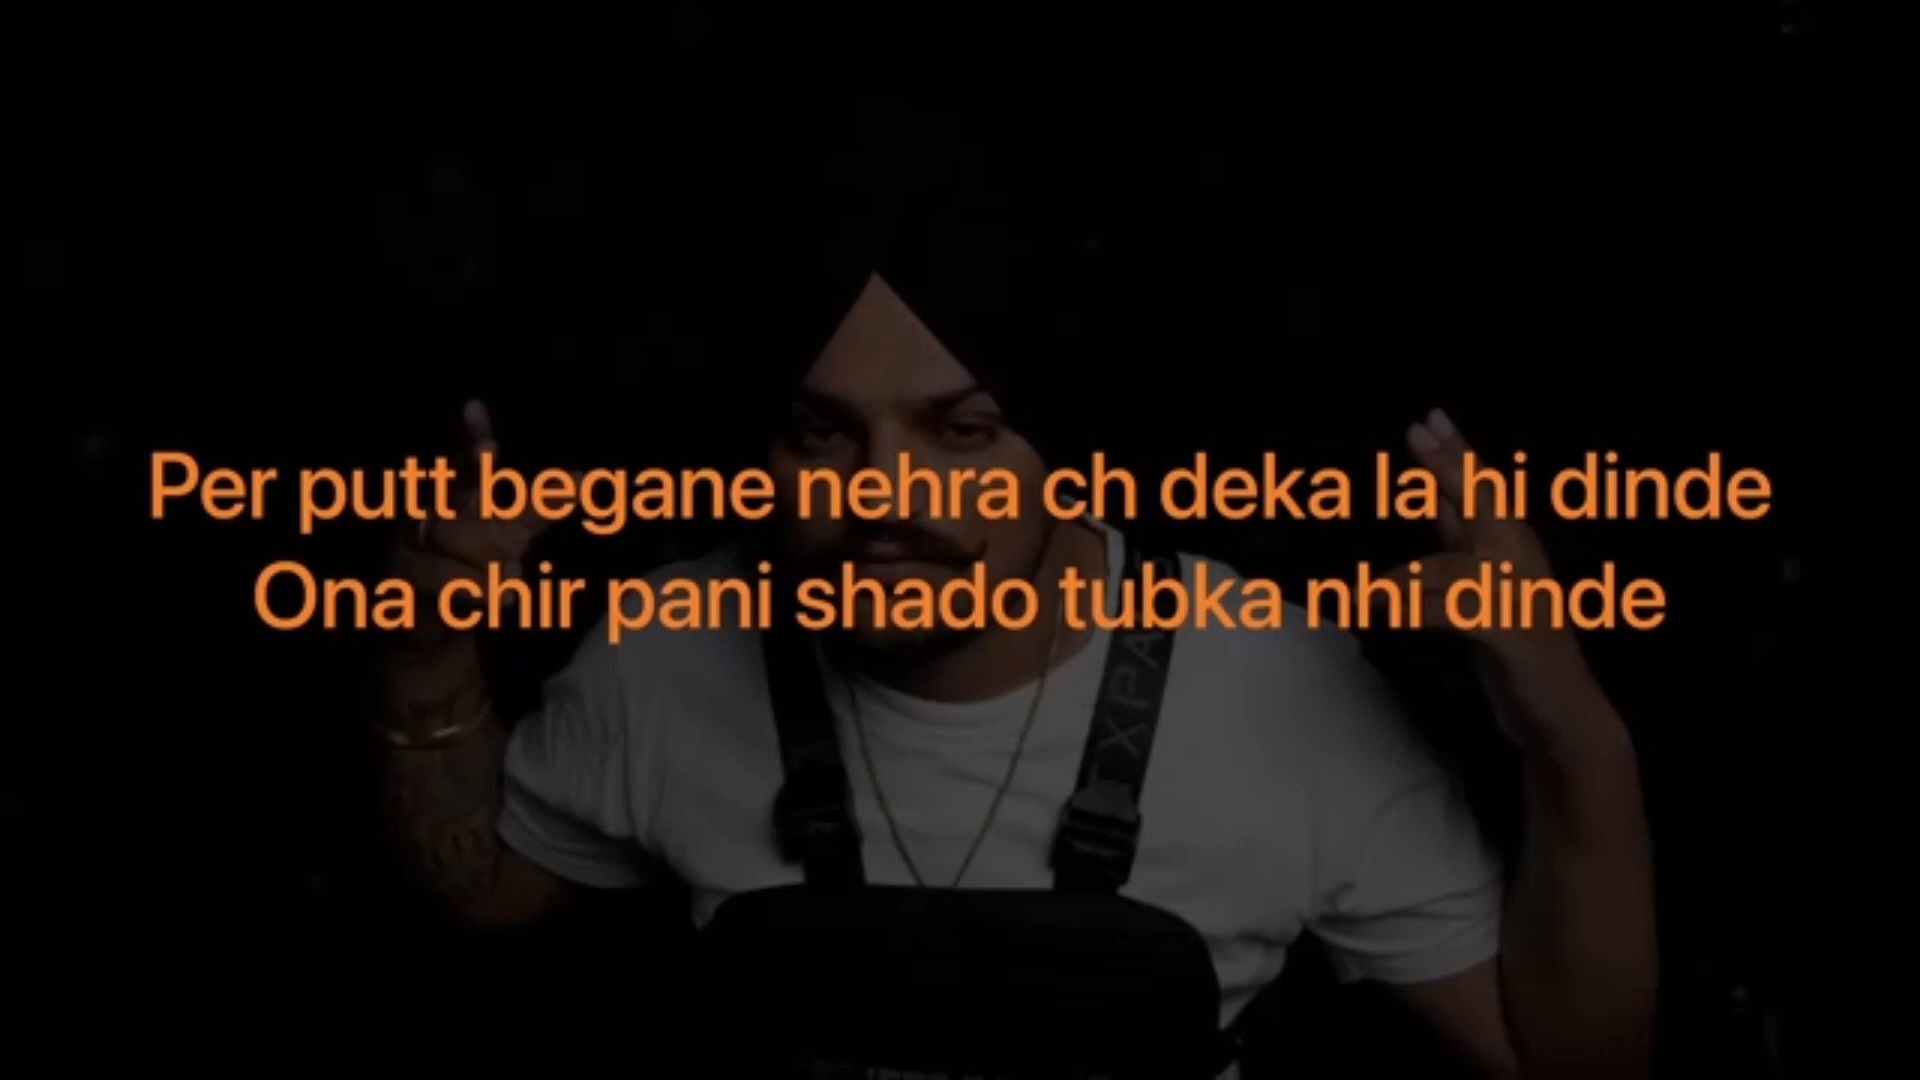 Per putt begane nehra ch deka la hi dinde
Ona chir pani shado tubka nhi dinde